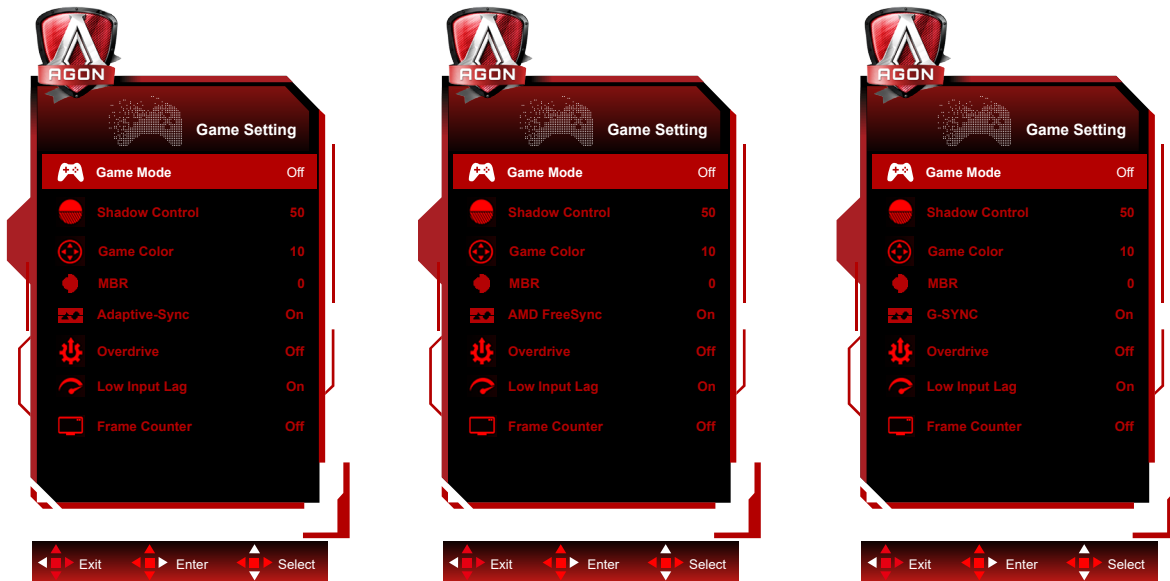 AGON
Game Setting
Game Mode Off
Shadow Control 50
Game Color 10
MBR 0
Adaptive-Sync On
Overdrive Off
Low Input Lag On
Frame Counter Off
Exit Enter Select
AGON
Game Setting
Game Mode Off
Shadow Control 50
Game Color 10
MBR 0
AMD FreeSync On
Overdrive Off
Low Input Lag On
Frame Counter Off
Exit Enter Select
AGON
Game Setting
Game Mode Off
Shadow Control 50
Game Color 10
MBR 0
G-SYNC On
Overdrive Off
Low Input Lag On
Frame Counter Off
Exit Enter Select